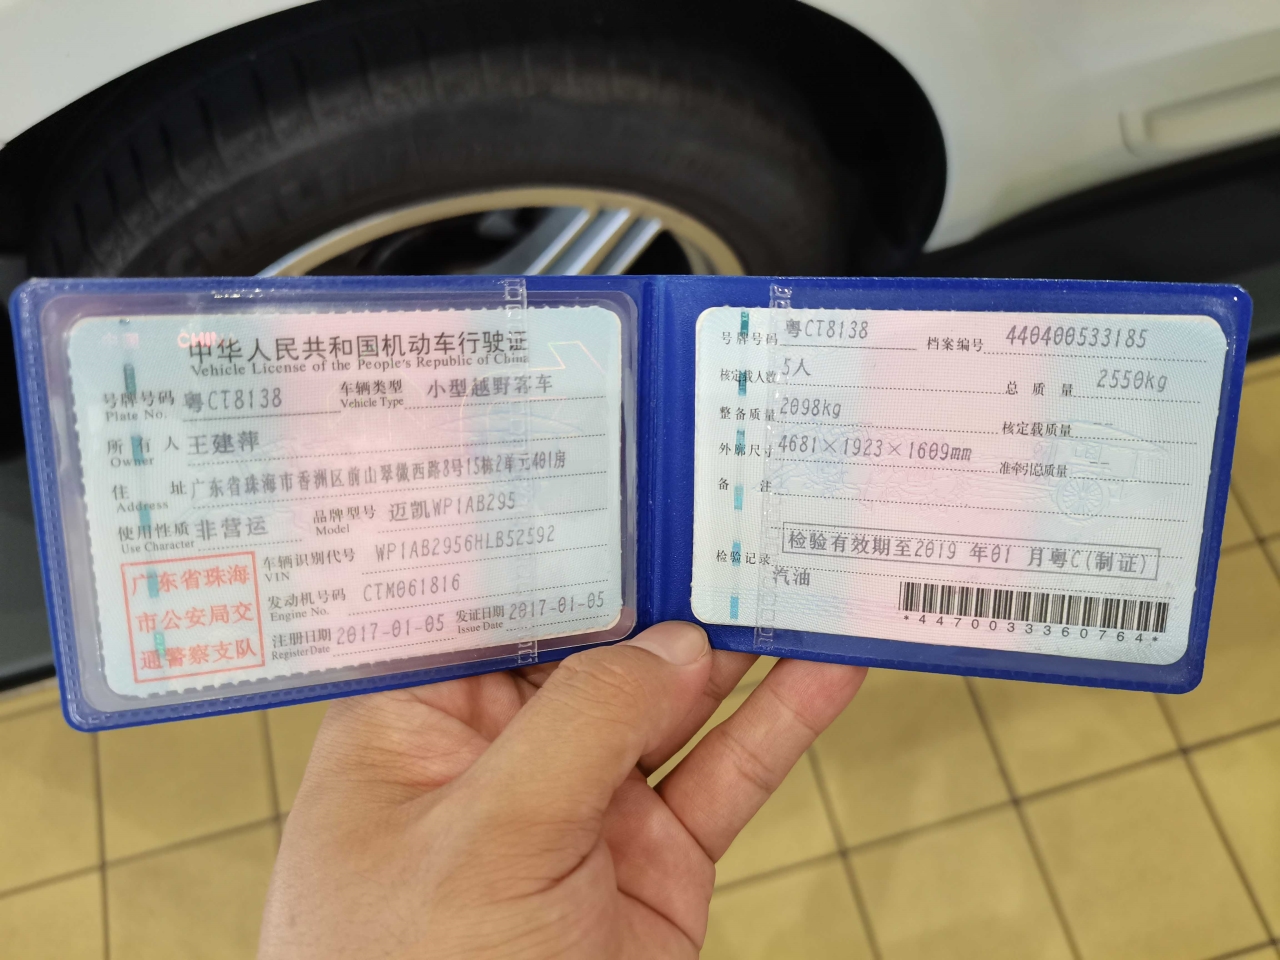 中华人民共和国机动车行驶证
Vehicle License of the People's Republic of China
号牌号码 粤CT8138 车辆类型 小型越野客车
Plate No. Vehicle Type
所有人 王建萍
Owner
住址 广东省珠海市香洲区前山翠微西路8号15栋2单元401房
Address
使用性质 非营运 品牌型号 迈凯WP1AB295
Use Character Model
车辆识别代号 WP1AB2956HLB52592
VIN
发动机号码 CTM061816
Engine No.
注册日期 2017-01-05 发证日期 2017-01-05
Register Date Issue Date
广东省珠海
市公安局交
通警察支队
号牌号码 粤CT8138 档案编号 440400533185
核定载人数 5人 总质量 2550kg
整备质量 2098kg 核定载质量 --
外廓尺寸 4681×1923×1609mm 准牵引总质量 --
备注
检验有效期至2019 年01 月粤C(制证)
检验记录
汽油
*4470033360764*